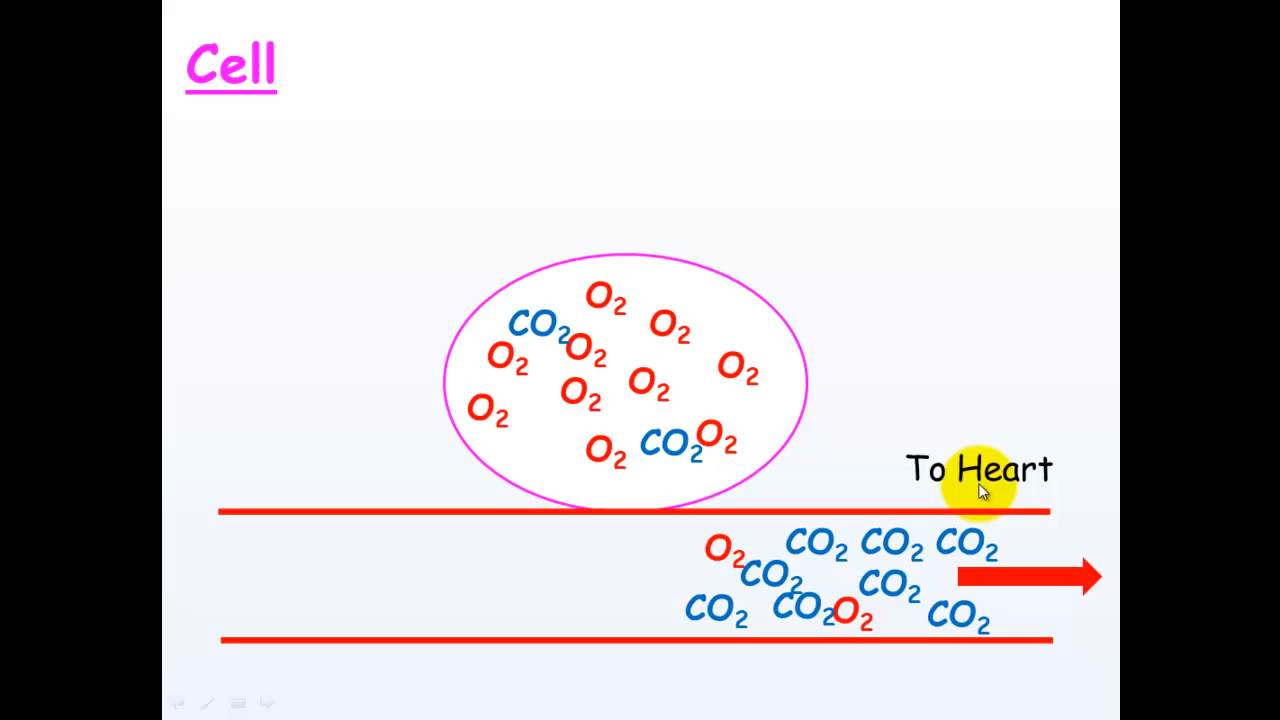 Cell
O₂
CO₂ O₂
O₂ O₂ O₂
O₂ O₂
O₂
O₂ CO₂ O₂
To Heart
O₂ CO₂ CO₂ CO₂
CO₂ CO₂
CO₂ CO₂ O₂ CO₂